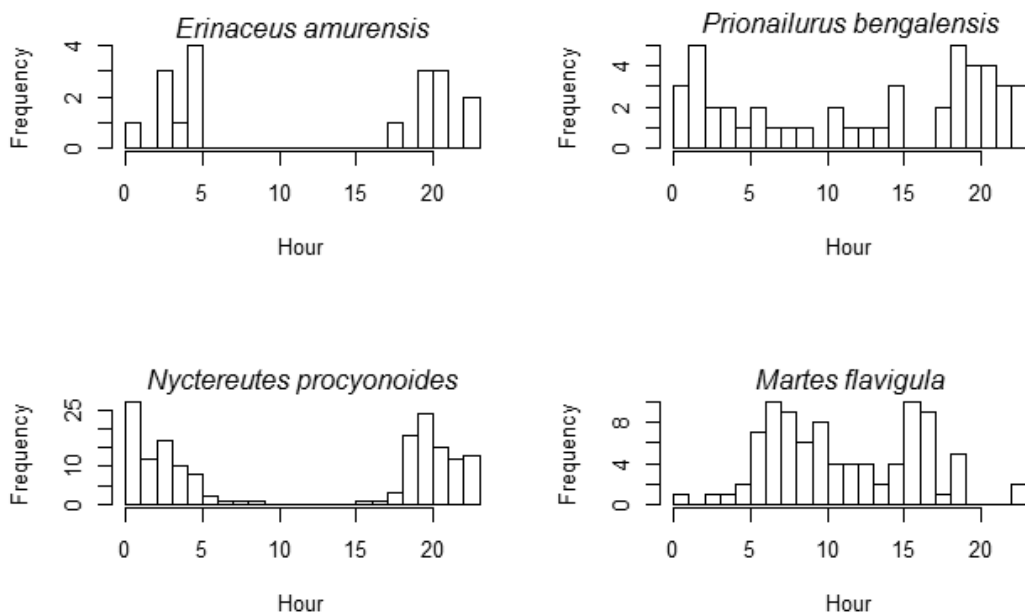 Erinaceus amurensis
Frequency
0 2 4
0 5 10 15 20
Hour
Prionailurus bengalensis
Frequency
0 2 4
0 5 10 15 20
Hour
Nyctereutes procyonoides
Frequency
0 10 25
0 5 10 15 20
Hour
Martes flavigula
Frequency
0 4 8
0 5 10 15 20
Hour